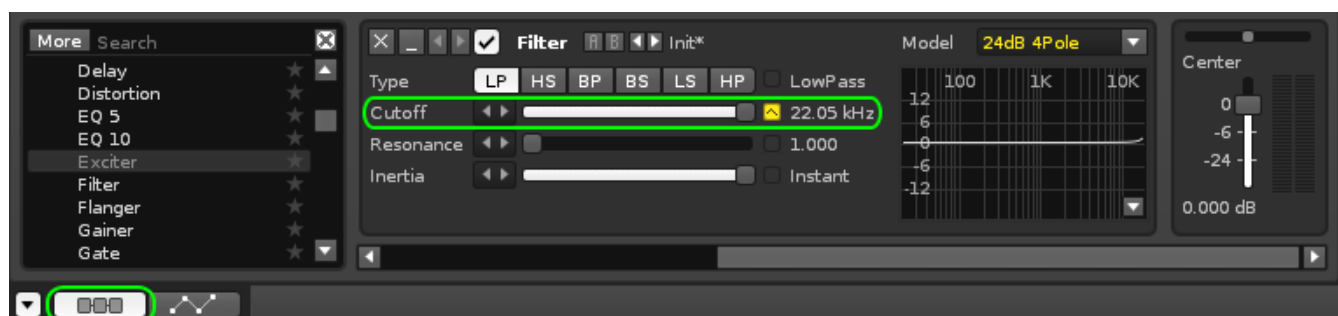 More Search
Delay
Distortion
EQ 5
EQ 10
Exciter
Filter
Flanger
Gainer
Gate
Filter A B Init*
Model 24dB 4Pole
Type LP HS BP BS LS HP LowPass
Cutoff 22.05 kHz
Resonance 1.000
Inertia Instant
100 1K 10K
12
6
0
-6
-12
Center
0
-6
-24
0.000 dB